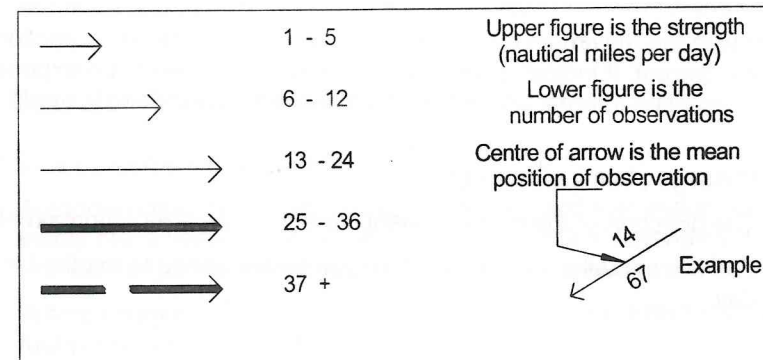 1 - 5
6 - 12
13 - 24
25 - 36
37 +
Upper figure is the strength
(nautical miles per day)
Lower figure is the
number of observations
Centre of arrow is the mean
position of observation
14
67
Example